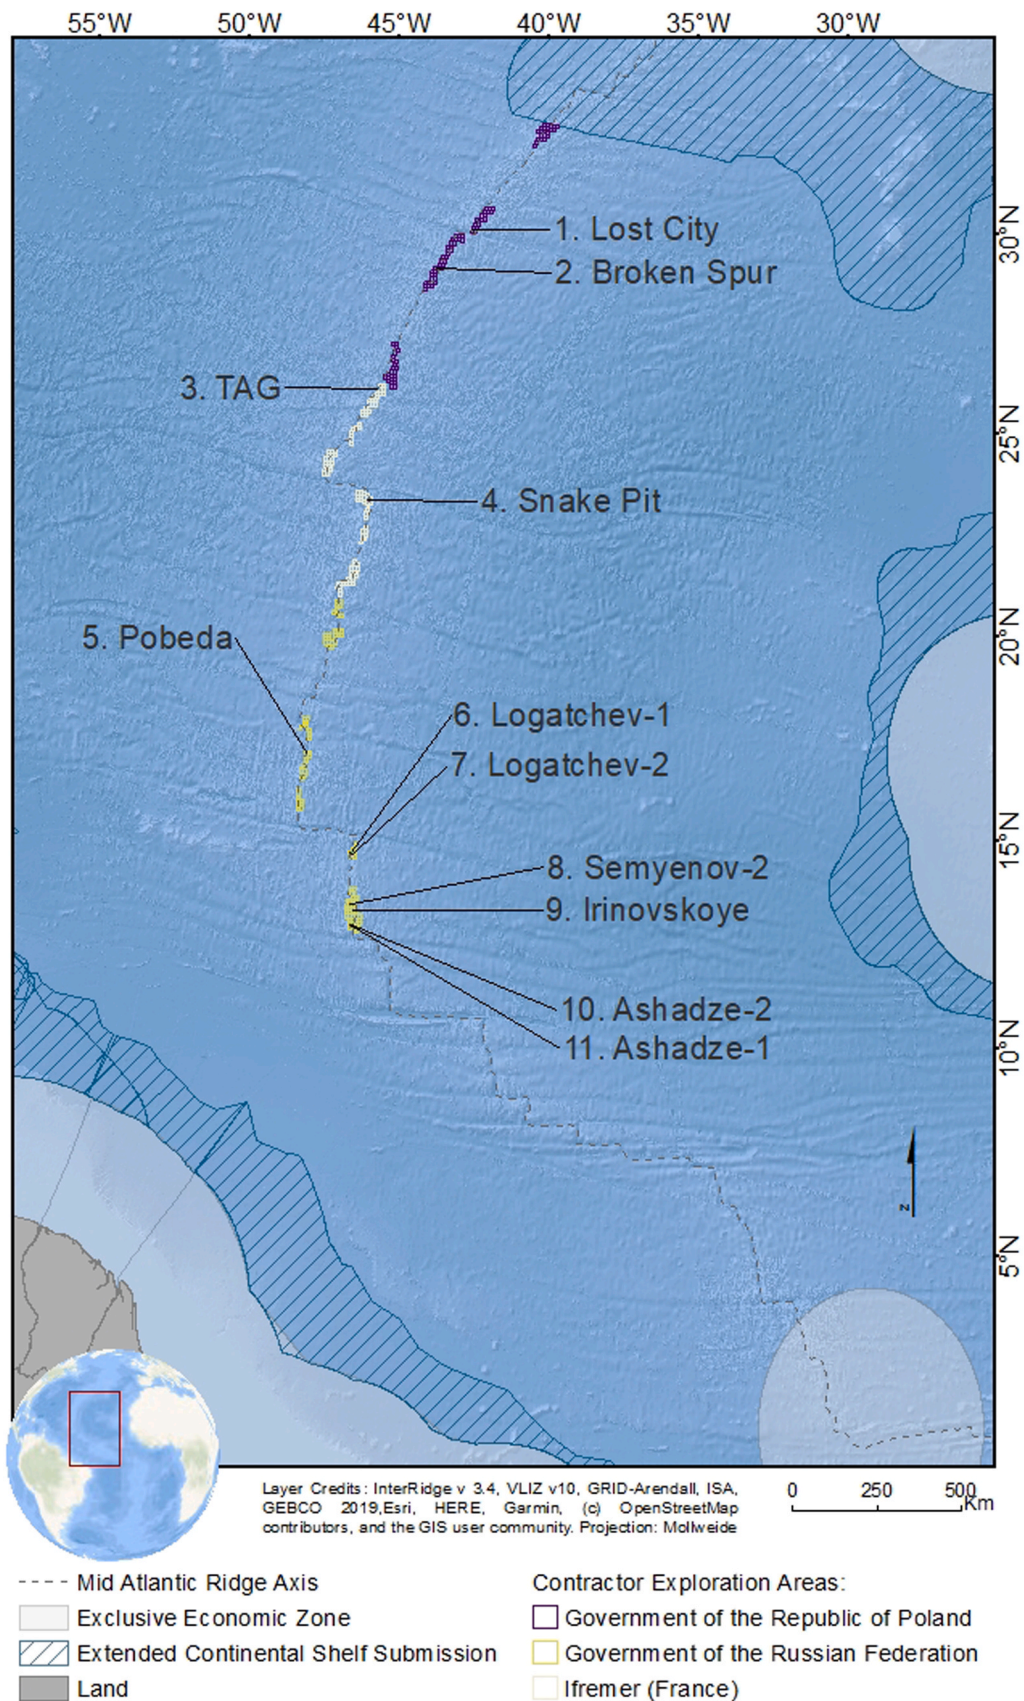 55°W 50°W 45°W 40°W 35°W 30°W
30°N
25°N
20°N
15°N
10°N
5°N
1. Lost City
2. Broken Spur
3. TAG
4. Snake Pit
5. Pobeda
6. Logatchev-1
7. Logatchev-2
8. Semyenov-2
9. Irinovskoye
10. Ashadze-2
11. Ashadze-1
N
Layer Credits: InterRidge v 3.4, VLIZ v10, GRID-Arendall, ISA,
GEBCO 2019,Esri, HERE, Garmin, (c) OpenStreetMap
contributors, and the GIS user community. Projection: Mollweide
0 250 500 Km
Mid Atlantic Ridge Axis
Exclusive Economic Zone
Extended Continental Shelf Submission
Land
Contractor Exploration Areas:
Government of the Republic of Poland
Government of the Russian Federation
Ifremer (France)